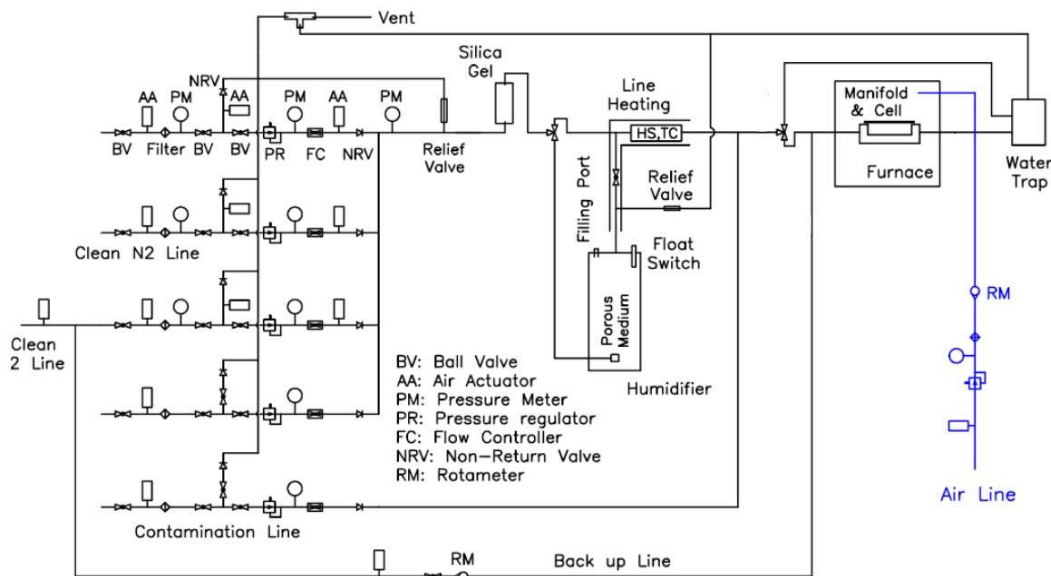 Vent
Silica
Gel
NRV
AA
PM
AA
PM
AA
PM
Line
Heating
Manifold
& Cell
HS,TC
BV
Filter
BV
BV
PR
FC
NRV
Relief
Valve
Furnace
Water
Trap
Filling Port
Relief
Valve
Clean N2 Line
Float
Switch
RM
Clean
2 Line
Porous
Medium
Humidifier
BV: Ball Valve
AA: Air Actuator
PM: Pressure Meter
PR: Pressure regulator
FC: Flow Controller
NRV: Non-Return Valve
RM: Rotameter
Air Line
Contamination Line
RM
Back up Line